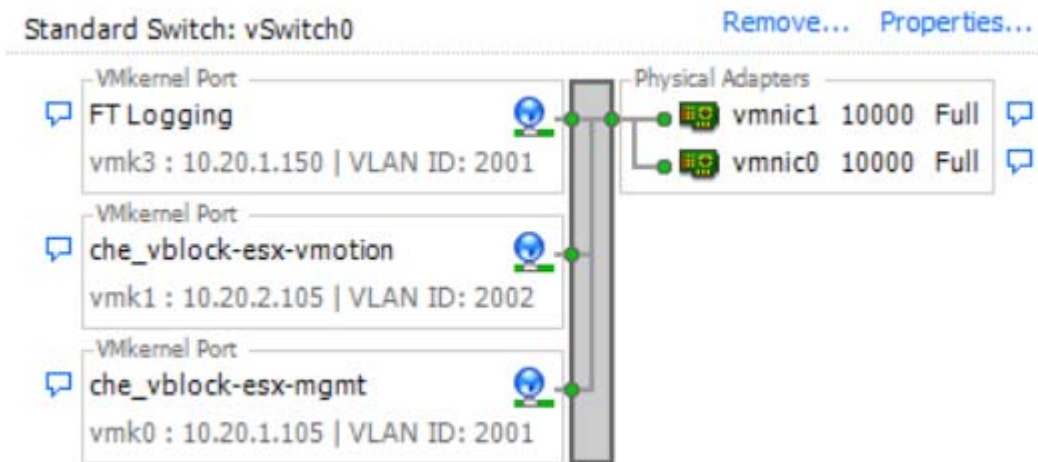 Standard Switch: vSwitch0 Remove... Properties...
VMkernel Port
FT Logging
vmk3 : 10.20.1.150 | VLAN ID: 2001
VMkernel Port
che_vblock-esx-vmotion
vmk1 : 10.20.2.105 | VLAN ID: 2002
VMkernel Port
che_vblock-esx-mgmt
vmk0 : 10.20.1.105 | VLAN ID: 2001
Physical Adapters
vmnic1 10000 Full
vmnic0 10000 Full